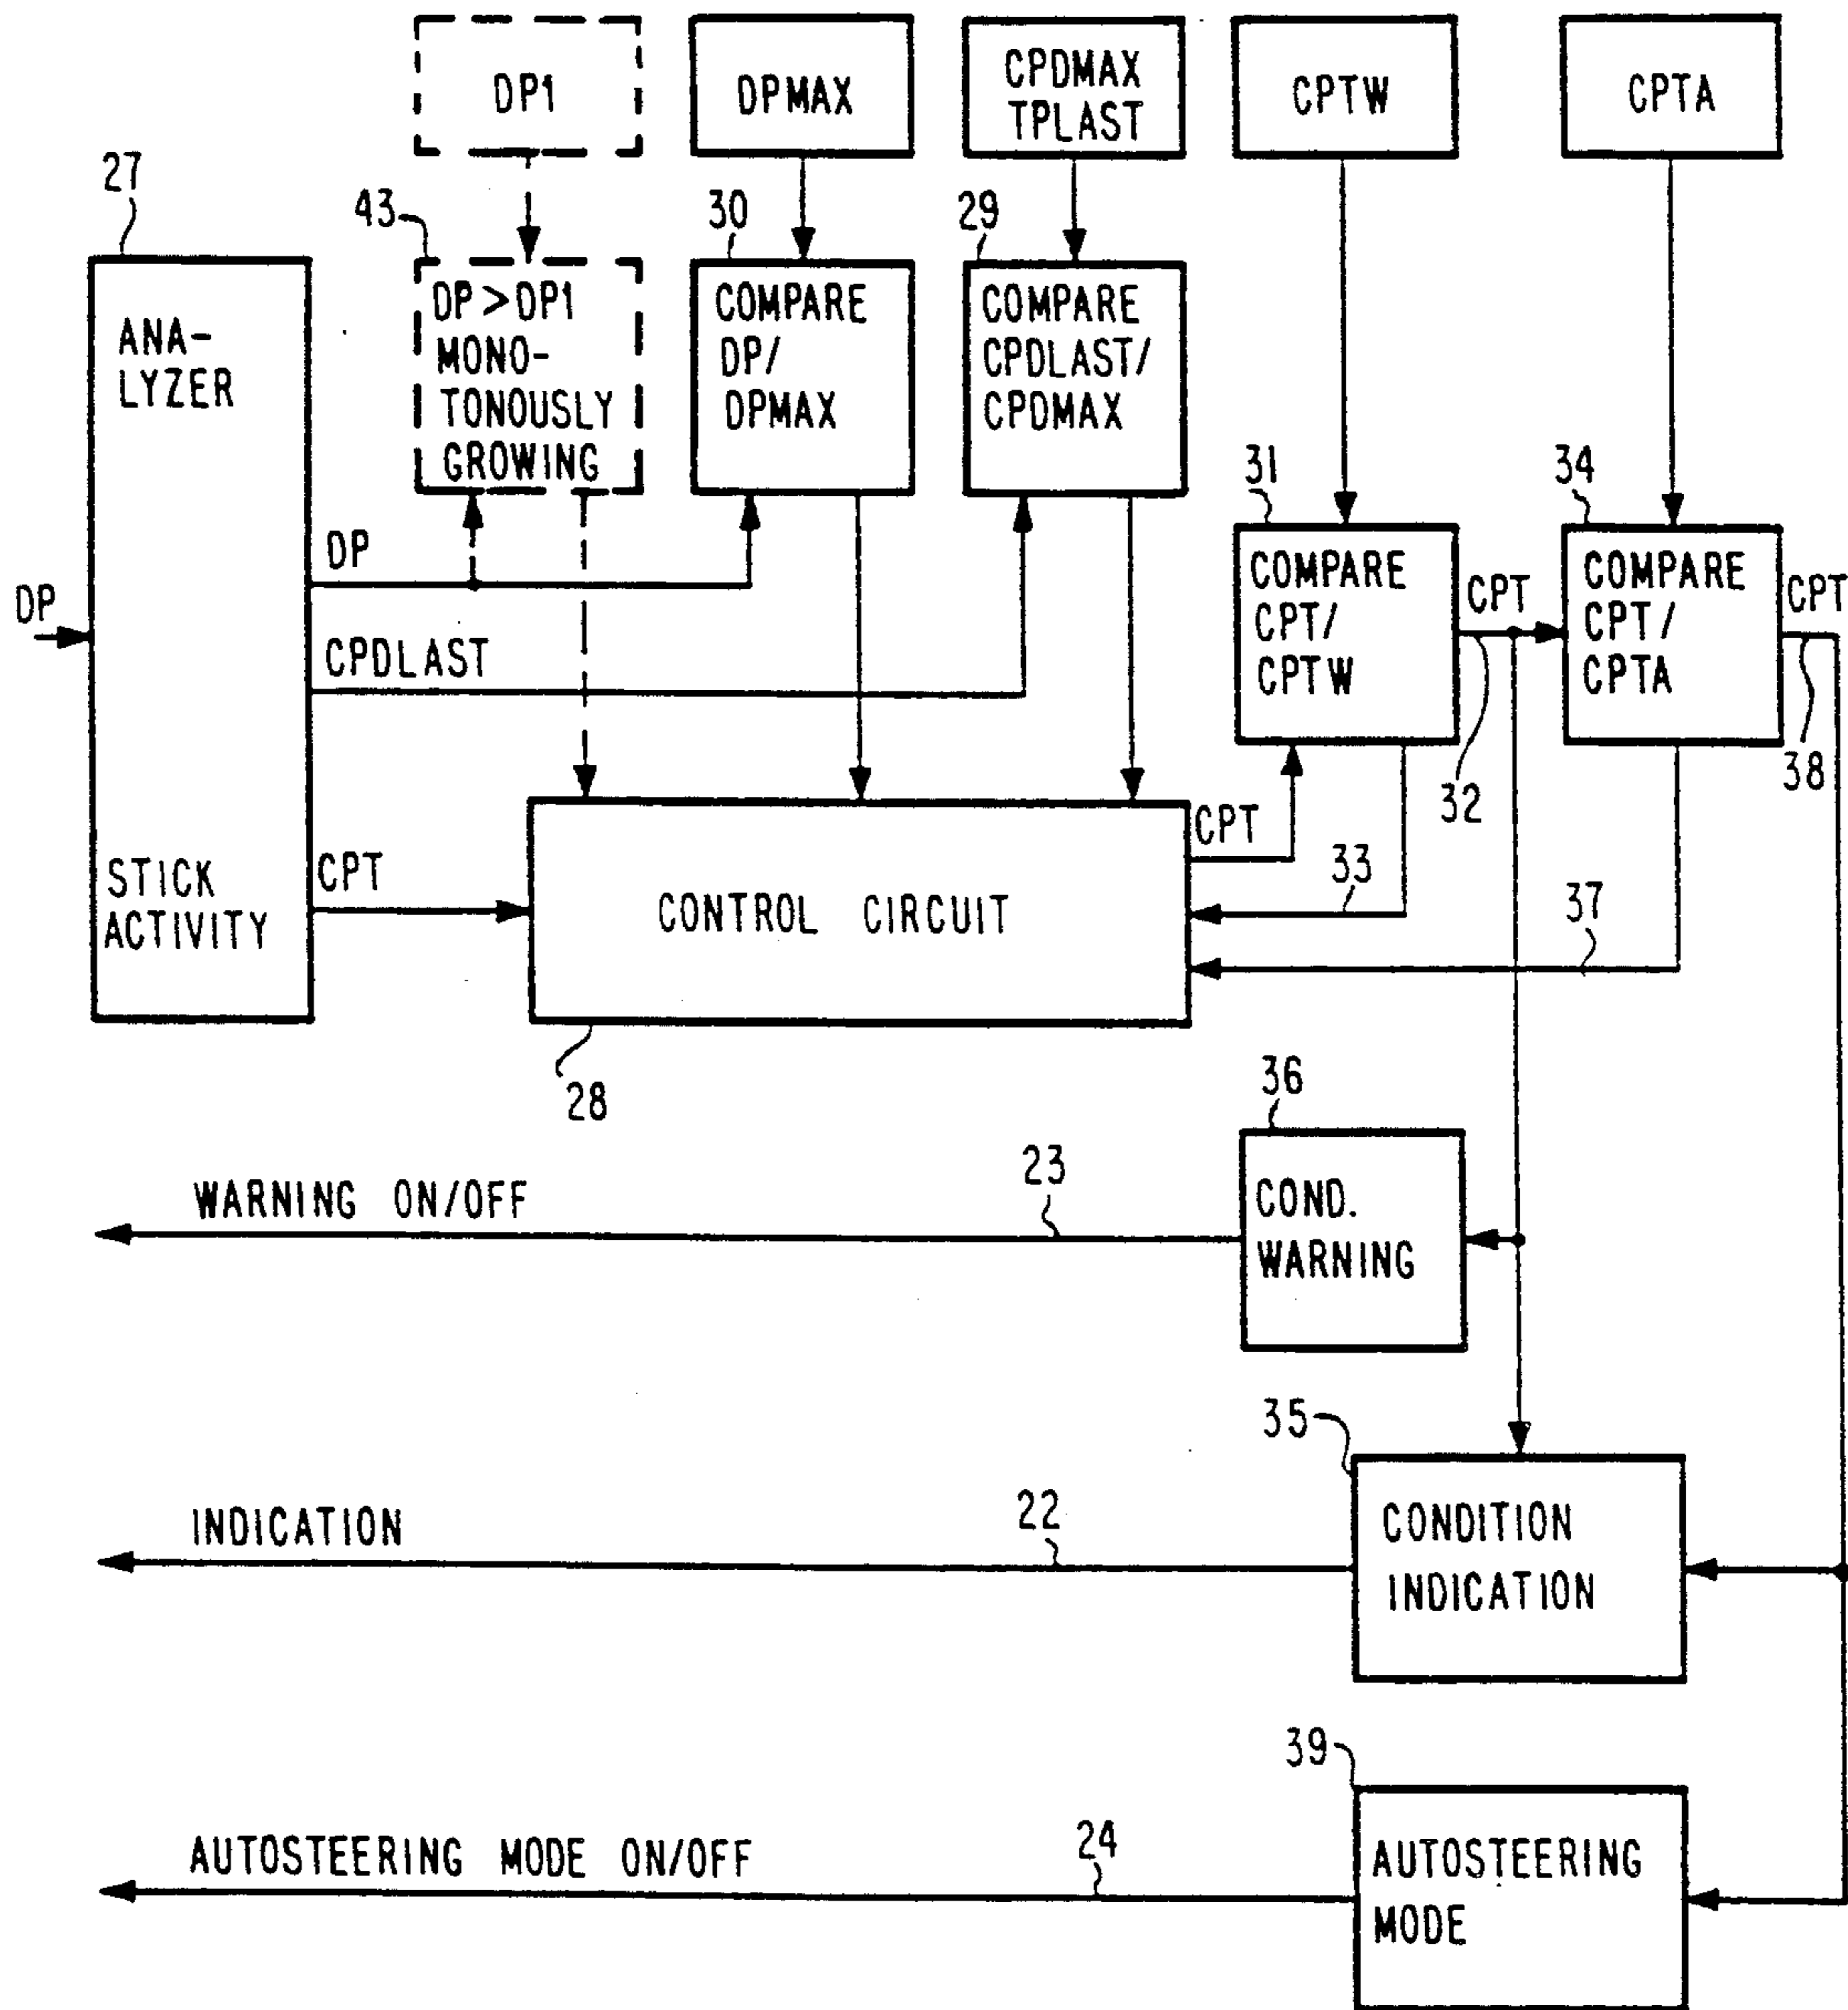 DP1
DPMAX
CPDMAX
TPLAST
CPTW
CPTA
27
43
30
29
ANA-
LYZER
DP > DP1
MONO-
TONOUSLY
GROWING
COMPARE
DP/
DPMAX
COMPARE
CPDLAST/
CPDMAX
31
34
DP
DP
COMPARE
CPT/
CPTW
CPT
COMPARE
CPT/
CPTA
CPT
CPDLAST
32
38
STICK
ACTIVITY
CPT
CONTROL CIRCUIT
CPT
33
37
28
36
WARNING ON/OFF
23
COND.
WARNING
35
INDICATION
22
CONDITION
INDICATION
39
AUTOSTEERING MODE ON/OFF
24
AUTOSTEERING
MODE